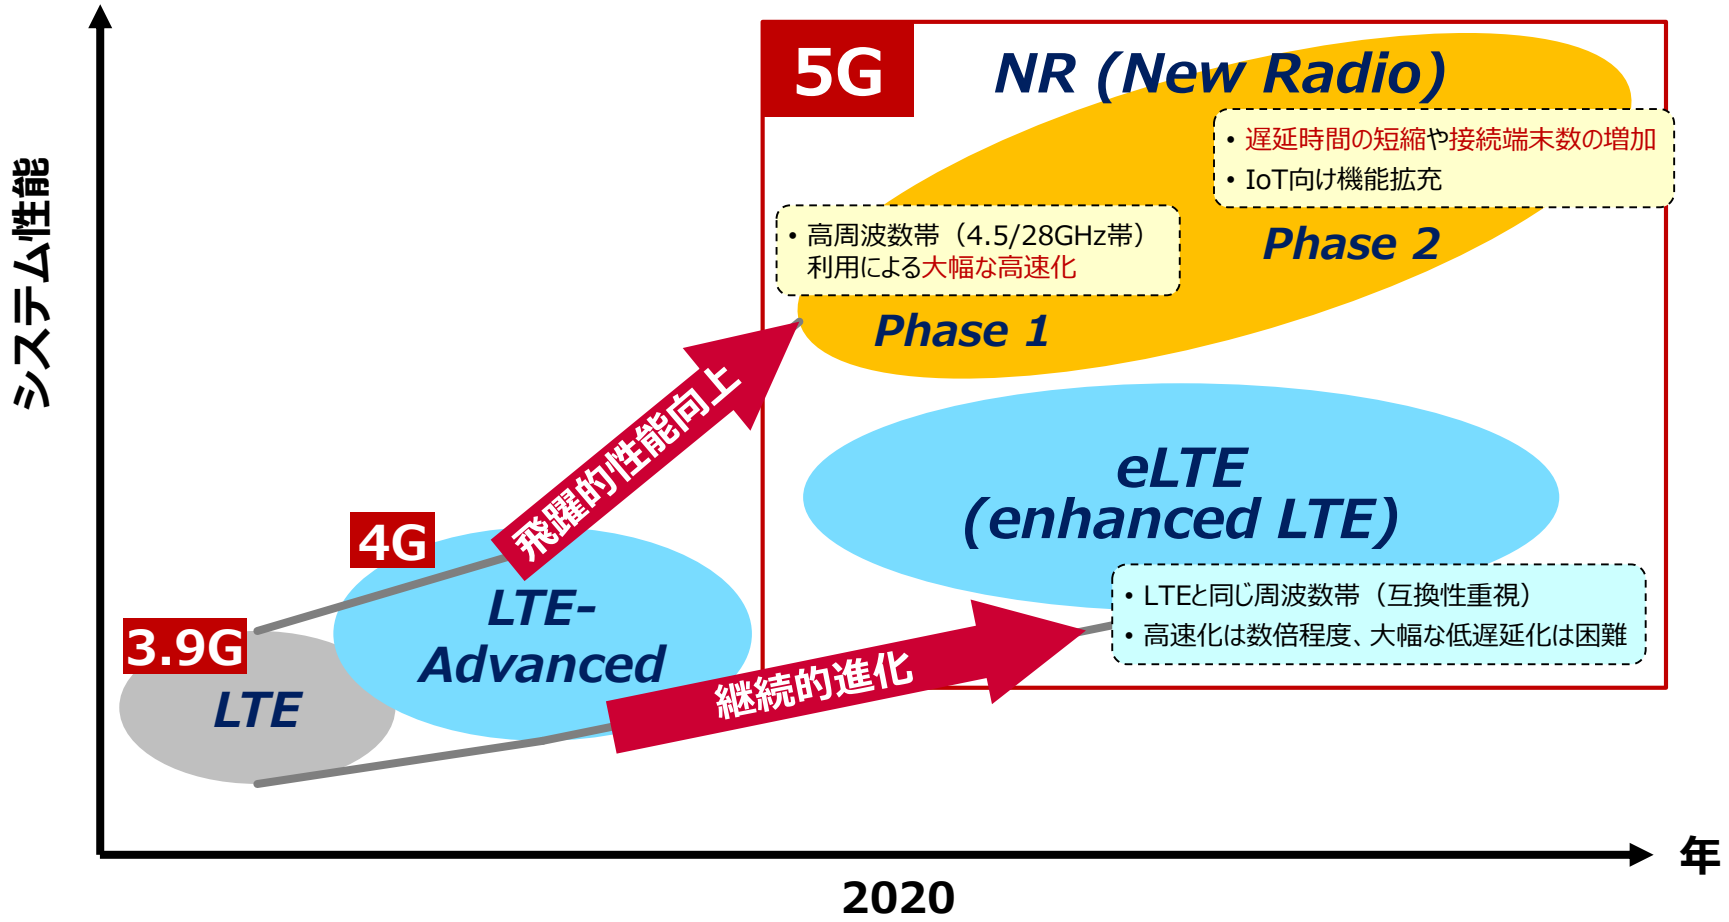 システム性能
5G
NR (New Radio)
• 遅延時間の短縮や接続端末数の増加
• IoT向け機能拡充
Phase 2
• 高周波数帯（4.5/28GHz帯）
利用による大幅な高速化
Phase 1
飛躍的性能向上
eLTE
(enhanced LTE)
• LTEと同じ周波数帯（互換性重視）
• 高速化は数倍程度、大幅な低遅延化は困難
4G
LTE-
Advanced
3.9G
LTE
継続的進化
年
2020